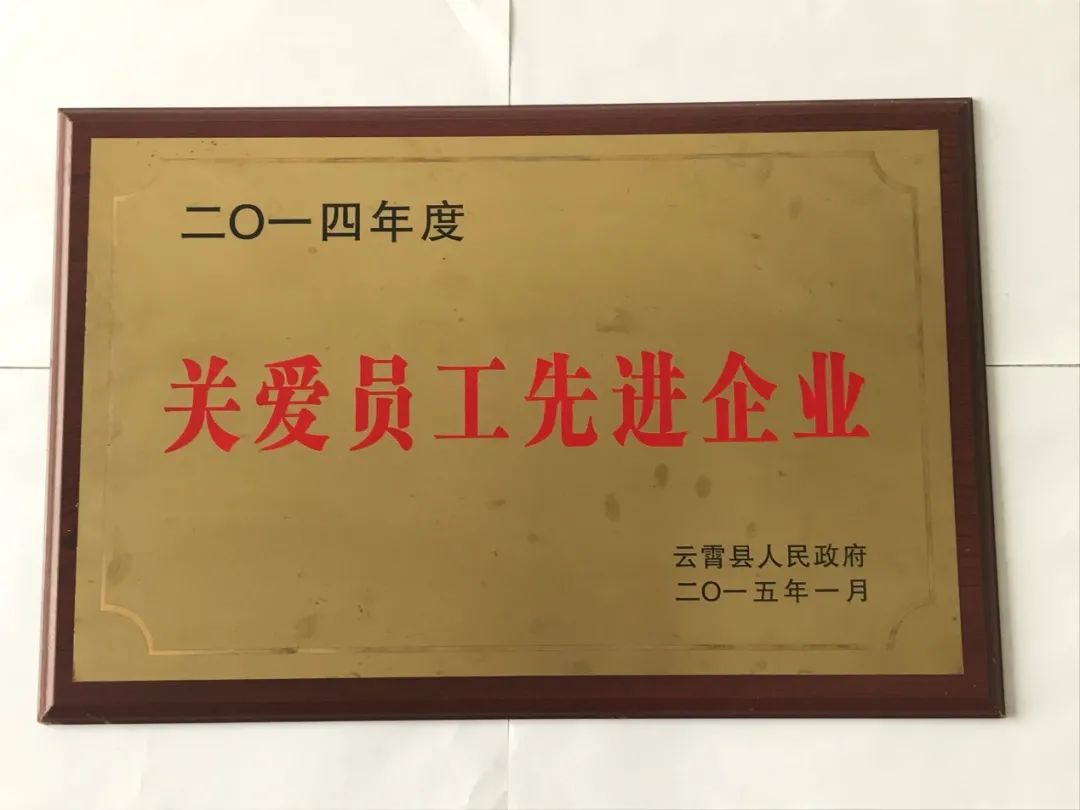 二〇一四年度
关爱员工先进企业
云霄县人民政府
二〇一五年一月